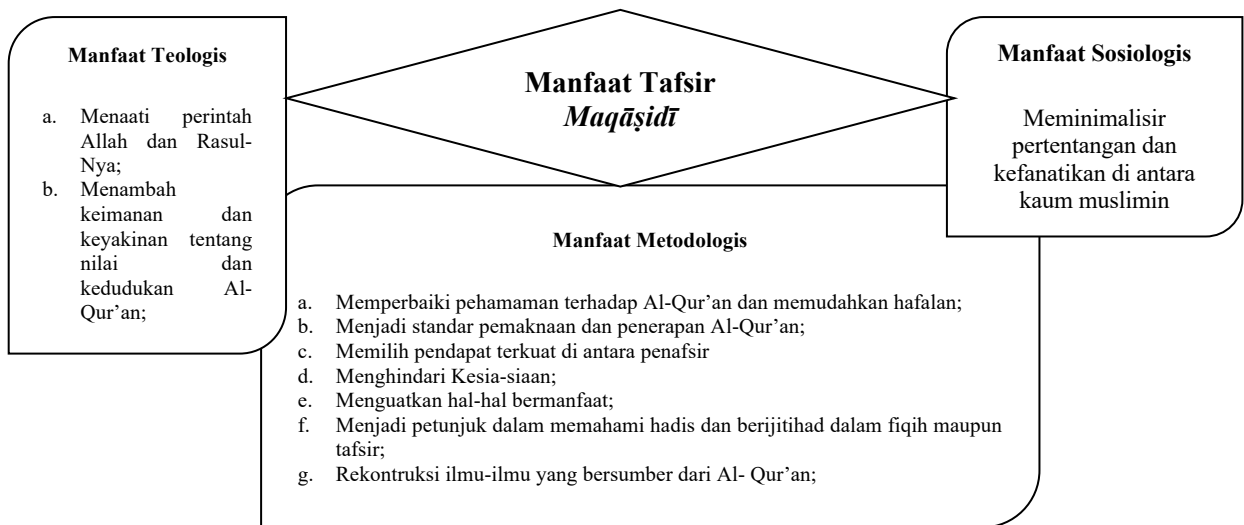 Manfaat Teologis
a. Menaati perintah
Allah dan Rasul-
Nya;
b. Menambah
keimanan dan
keyakinan tentang
nilai dan
kedudukan Al-
Qur’an;
Manfaat Tafsir
Maqāṣidī
Manfaat Sosiologis
Meminimalisir
pertentangan dan
kefanatikan di antara
kaum muslimin
Manfaat Metodologis
a. Memperbaiki pehamaman terhadap Al-Qur’an dan memudahkan hafalan;
b. Menjadi standar pemaknaan dan penerapan Al-Qur’an;
c. Memilih pendapat terkuat di antara penafsir
d. Menghindari Kesia-siaan;
e. Menguatkan hal-hal bermanfaat;
f. Menjadi petunjuk dalam memahami hadis dan berijitihad dalam fiqih maupun
tafsir;
g. Rekontruksi ilmu-ilmu yang bersumber dari Al- Qur’an;